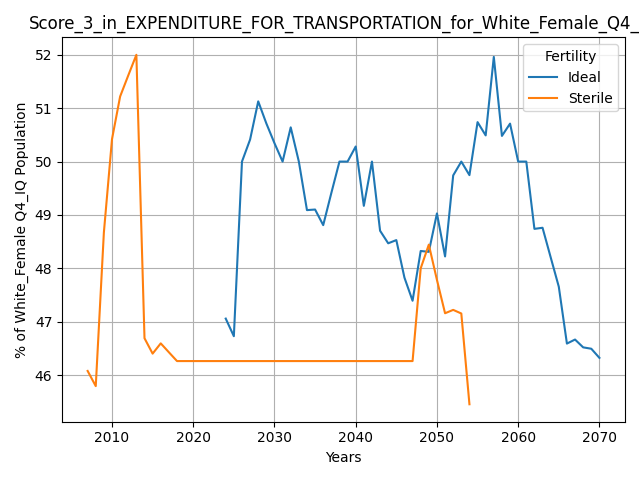 Score_3_in_EXPENDITURE_FOR_TRANSPORTATION_for_White_Female_Q4_
Fertility
Ideal
Sterile
% of White_Female Q4_IQ Population
52
51
50
49
48
47
46
2010 2020 2030 2040 2050 2060 2070
Years